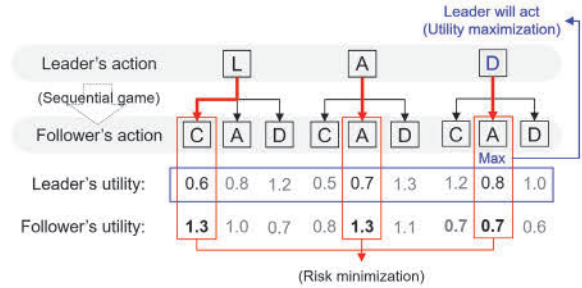 Leader will act
(Utility maximization)
Leader's action L A D
(Sequential game)
Follower's action C A D C A D C A D
Max
Leader's utility: 0.6 0.8 1.2 0.5 0.7 1.3 1.2 0.8 1.0
Follower's utility: 1.3 1.0 0.7 0.8 1.3 1.1 0.7 0.7 0.6
(Risk minimization)